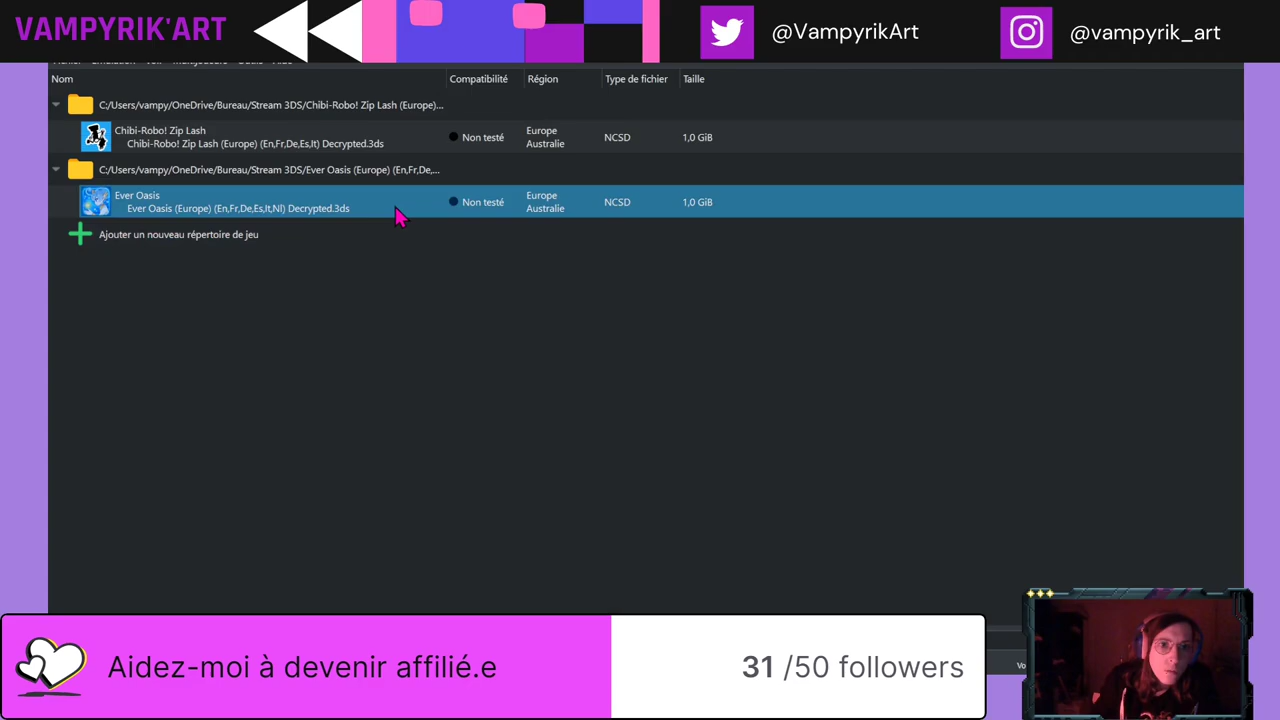 VAMPYRIK'ART
@VampyrikArt
@vampyrik_art
Nom
Compatibilité
Région
Type de fichier
Taille
C:/Users/vampy/OneDrive/Bureau/Stream 3DS/Chibi-Robo! Zip Lash (Europe)...
Chibi-Robo! Zip Lash
Chibi-Robo! Zip Lash (Europe) (En,Fr,De,Es,It) Decrypted.3ds
Non testé
Europe
Australie
NCSD
1,0 GiB
C:/Users/vampy/OneDrive/Bureau/Stream 3DS/Ever Oasis (Europe) (En,Fr,De,...
Ever Oasis
Ever Oasis (Europe) (En,Fr,De,Es,It,Nl) Decrypted.3ds
Non testé
Europe
Australie
NCSD
1,0 GiB
Ajouter un nouveau répertoire de jeu
Aidez-moi à devenir affilié.e
31 /50 followers